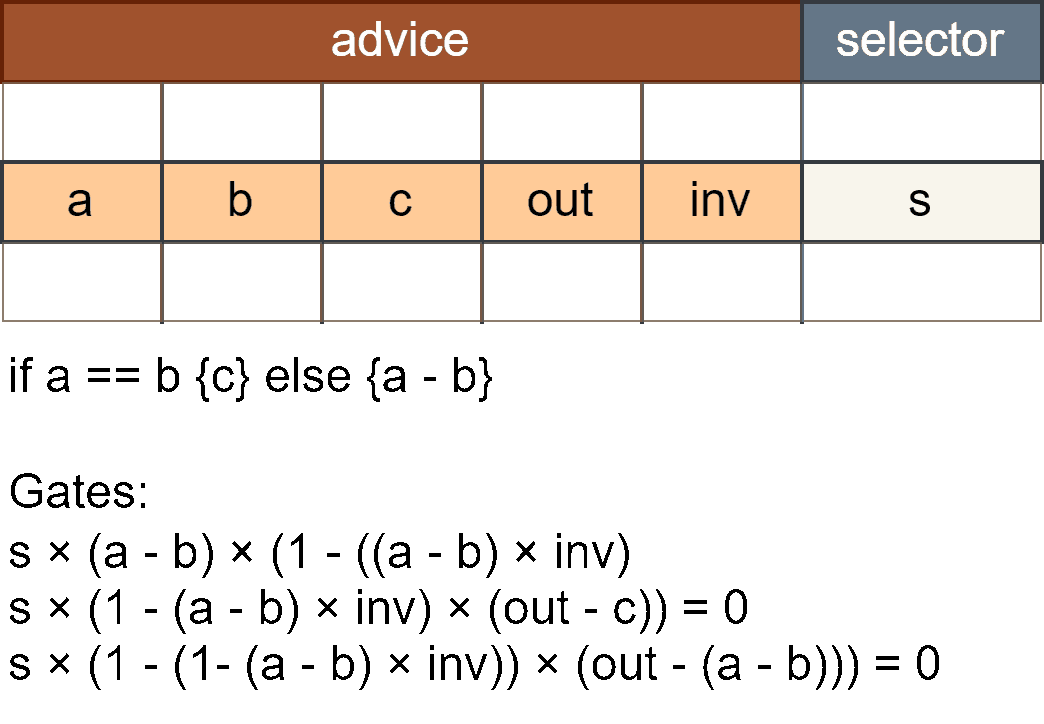 advice selector
a b c out inv s
if a == b {c} else {a - b}
Gates:
s × (a - b) × (1 - ((a - b) × inv)
s × (1 - (a - b) × inv) × (out - c)) = 0
s × (1 - (1- (a - b) × inv)) × (out - (a - b))) = 0